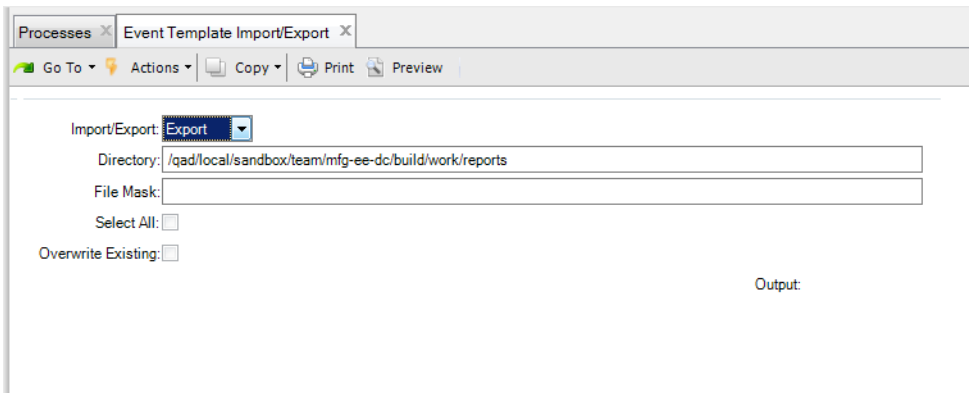 Processes Event Template Import/Export
Go To Actions Copy Print Preview
Import/Export: Export
Directory: /qad/local/sandbox/team/mfg-ee-dc/build/work/reports
File Mask:
Select All:
Overwrite Existing:
Output: